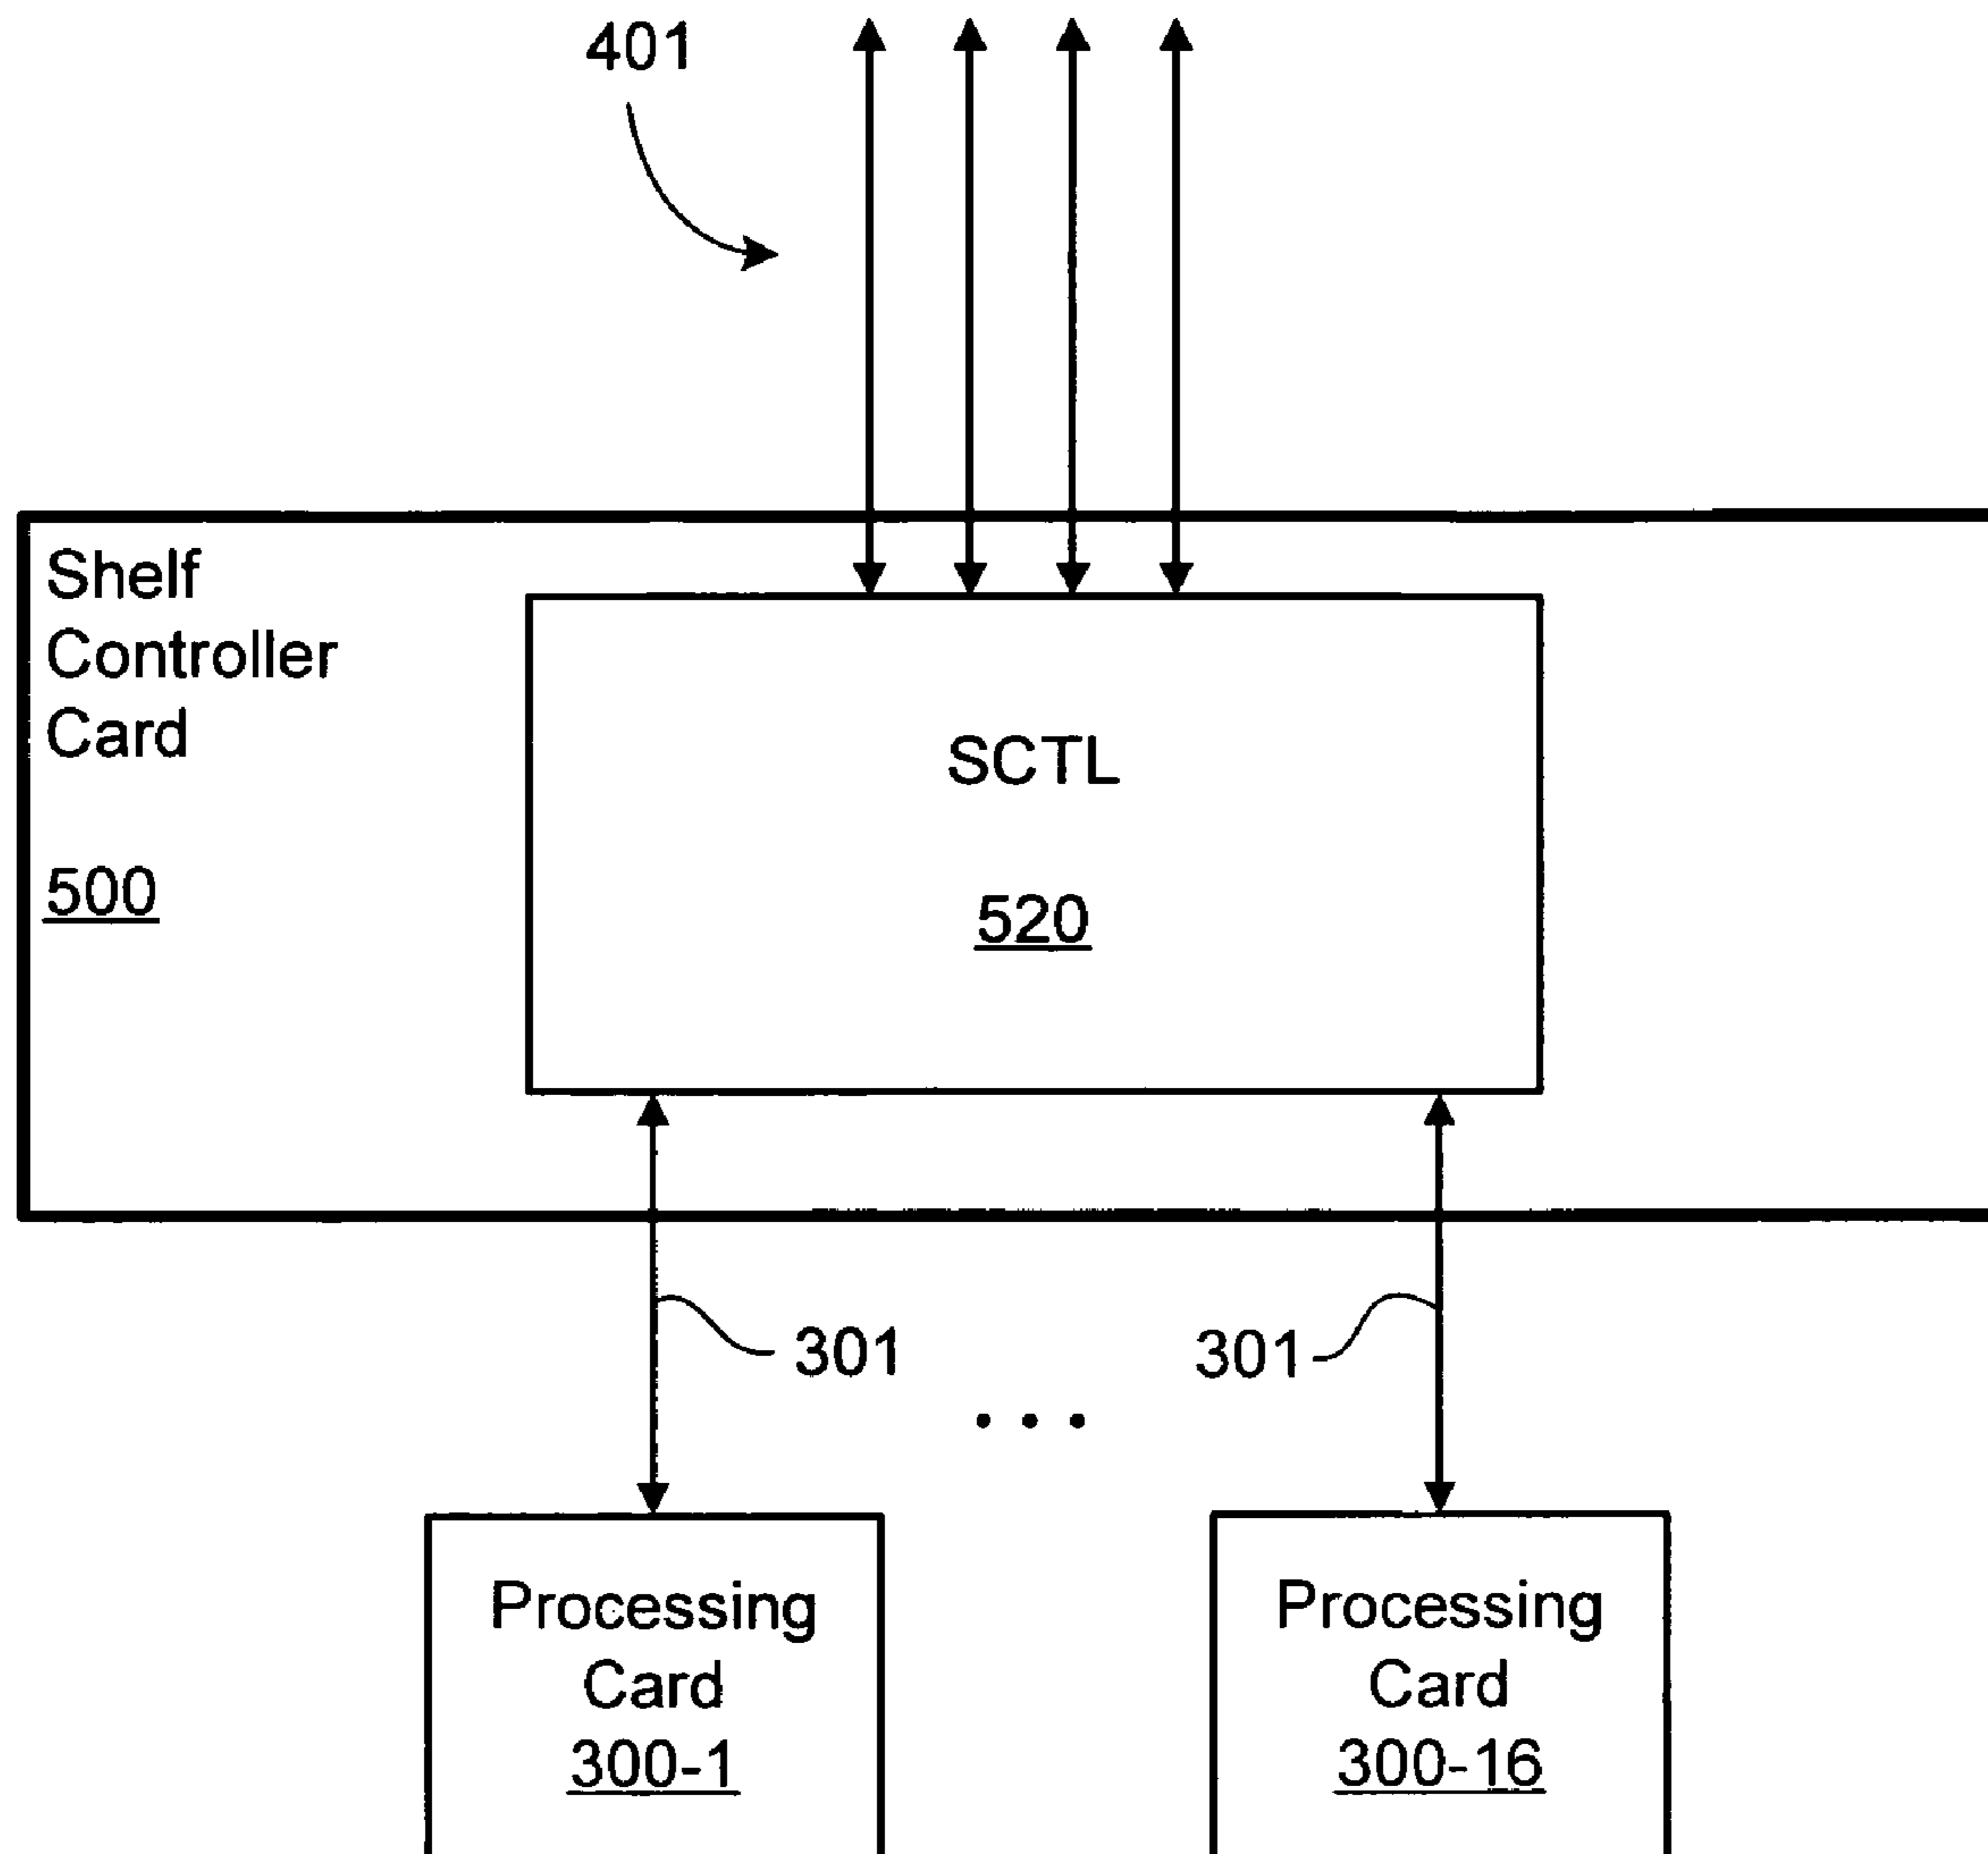 401
Shelf
Controller
Card
500
SCTL
520
301
301
. . .
Processing
Card
300-1
Processing
Card
300-16